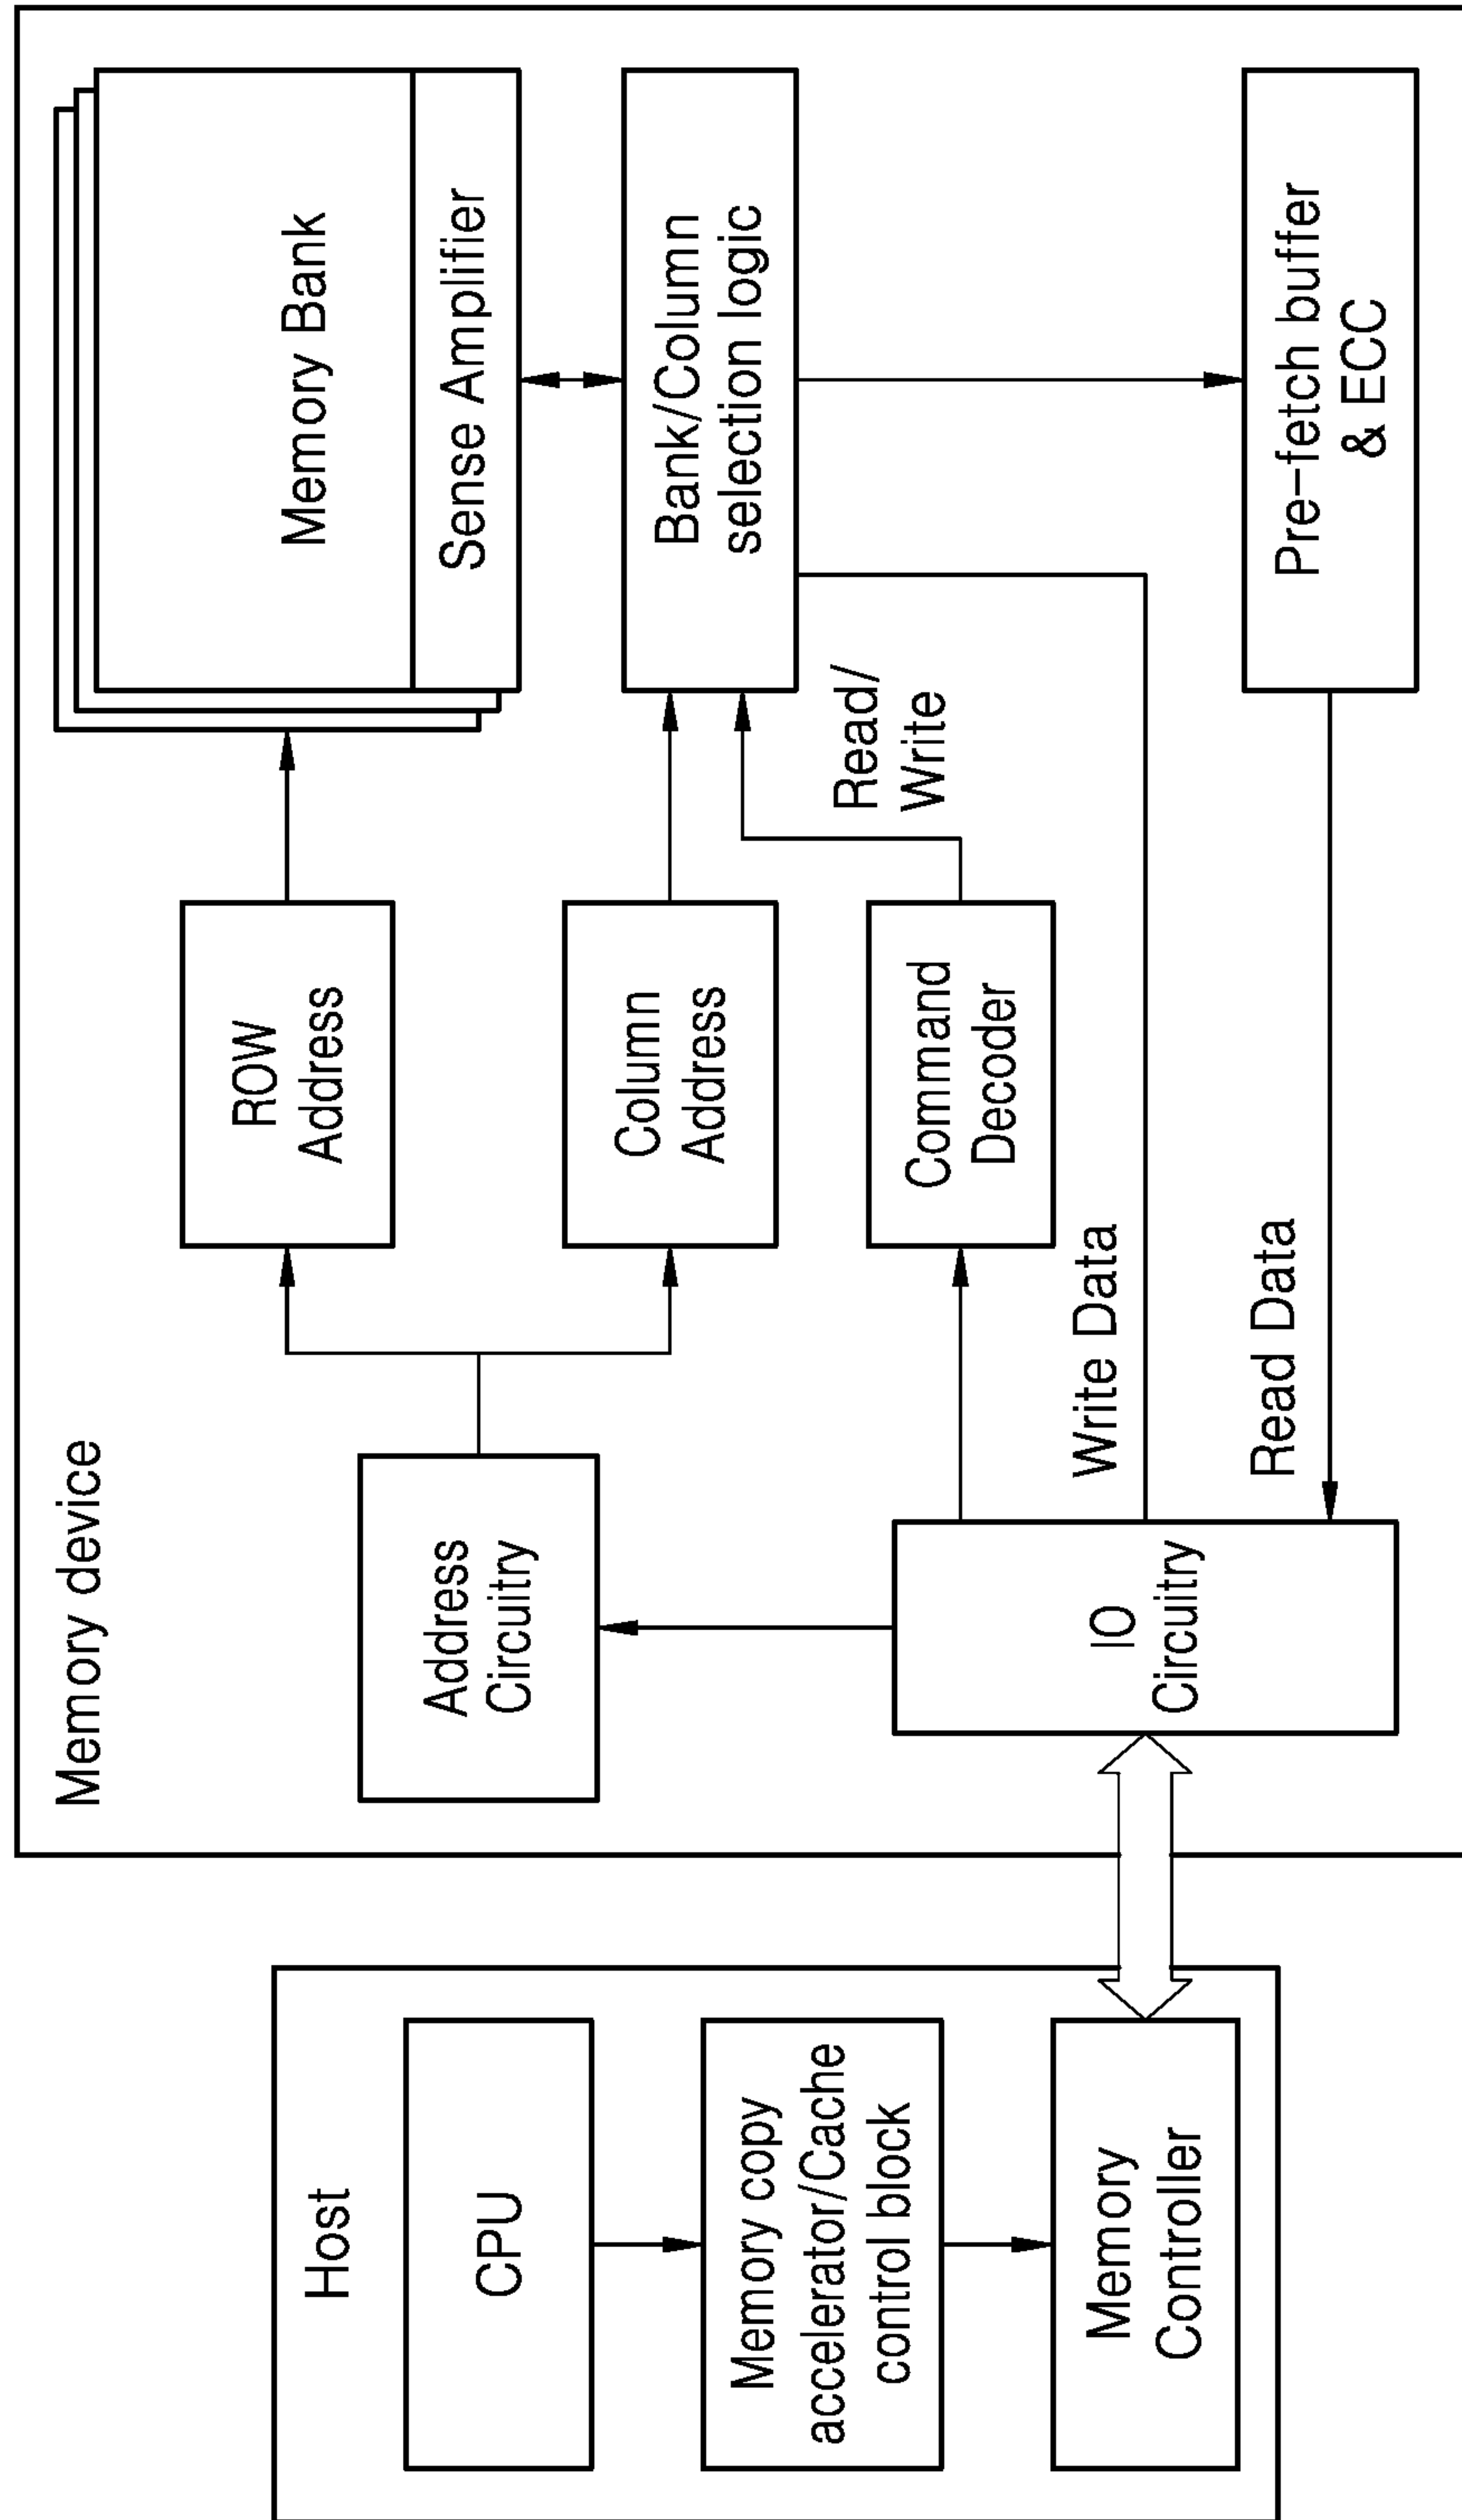 Host
CPU
Memory copy
accelerator/Cache
control block
Memory
Controller
Memory device
Address
Circuitry
IO
Circuitry
ROW
Address
Column
Address
Command
Decoder
Write Data
Read Data
Read/
Write
Memory Bank
Sense Amplifier
Bank/Column
selection logic
Pre-fetch buffer
& ECC